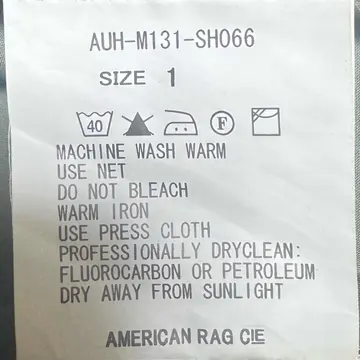 AUH-M131-SH066
SIZE 1
40 F
MACHINE WASH WARM
USE NET
DO NOT BLEACH
WARM IRON
USE PRESS CLOTH
PROFESSIONALLY DRYCLEAN:
FLUOROCARBON OR PETROLEUM
DRY AWAY FROM SUNLIGHT
AMERICAN RAG CIE